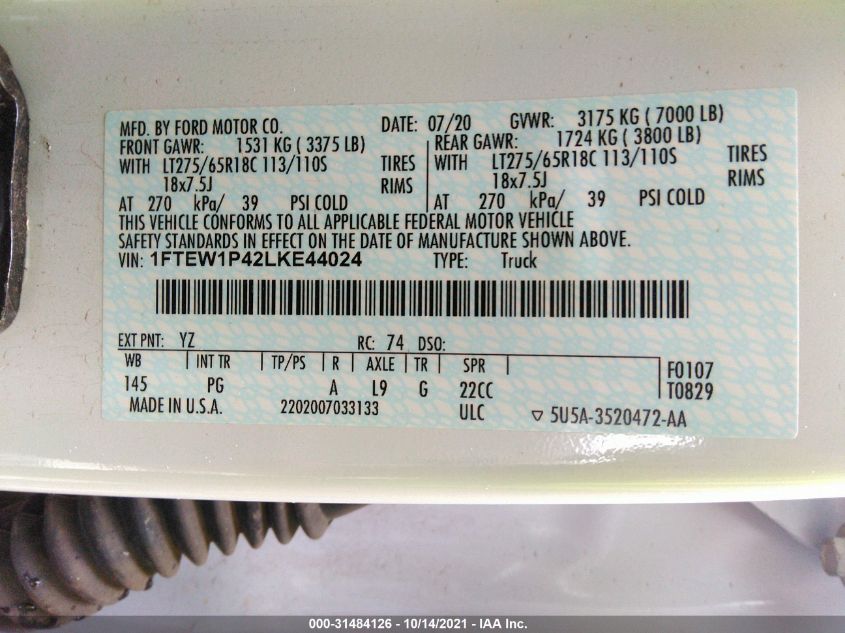 MFD. BY FORD MOTOR CO. DATE: 07/20 GVWR: 3175 KG ( 7000 LB)
FRONT GAWR: 1531 KG ( 3375 LB) REAR GAWR: 1724 KG ( 3800 LB)
WITH LT275/65R18C 113/110S TIRES WITH LT275/65R18C 113/110S TIRES
18x7.5J RIMS 18x7.5J RIMS
AT 270 kPa/ 39 PSI COLD AT 270 kPa/ 39 PSI COLD
THIS VEHICLE CONFORMS TO ALL APPLICABLE FEDERAL MOTOR VEHICLE
SAFETY STANDARDS IN EFFECT ON THE DATE OF MANUFACTURE SHOWN ABOVE.
VIN: 1FTEW1P42LKE44024 TYPE: Truck
EXT PNT: YZ RC: 74 DSO:
WB INT TR TP/PS R AXLE TR SPR F0107
145 PG A L9 G 22CC T0829
MADE IN U.S.A. 2202007033133 ULC ▽ 5U5A-3520472-AA
000-31484126 - 10/14/2021 - IAA Inc.